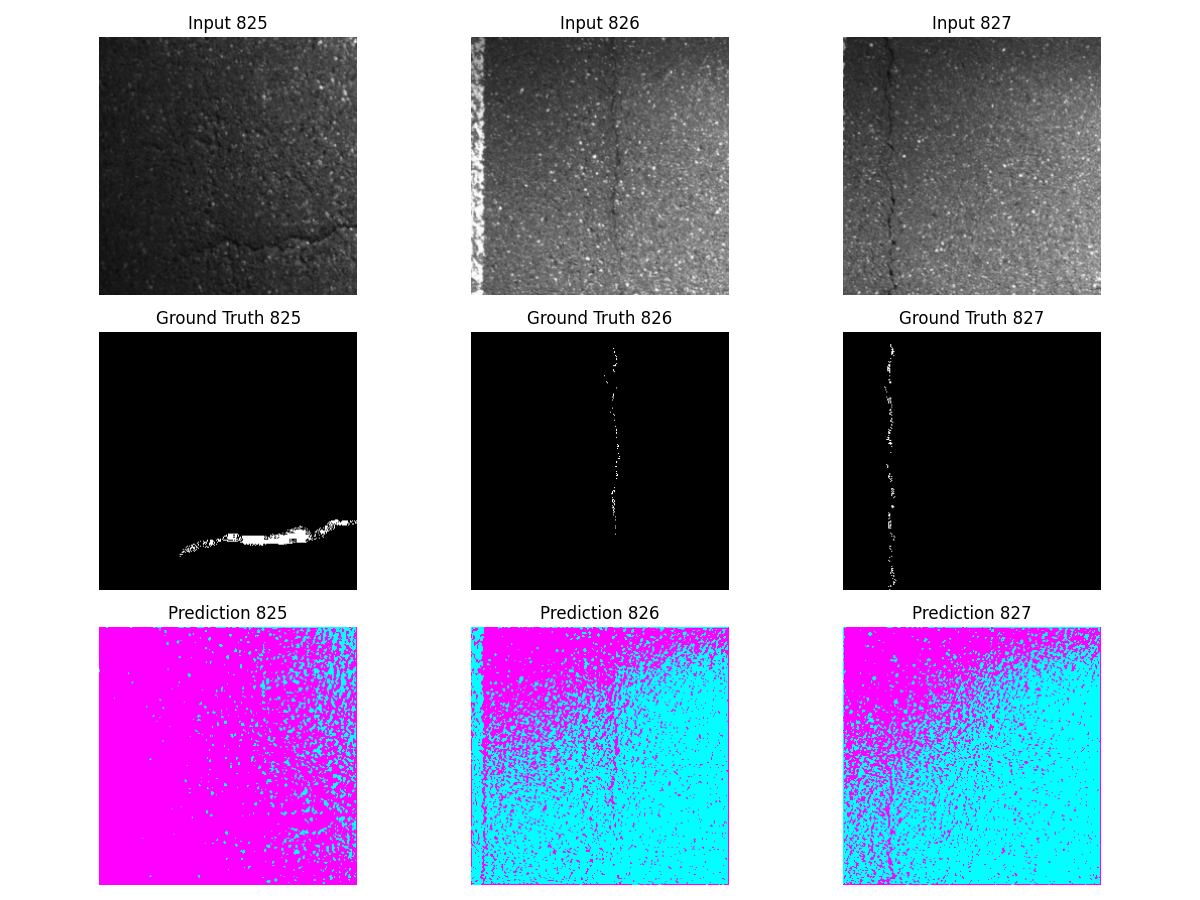 Input 825
Input 826
Input 827
Ground Truth 825
Ground Truth 826
Ground Truth 827
Prediction 825
Prediction 826
Prediction 827